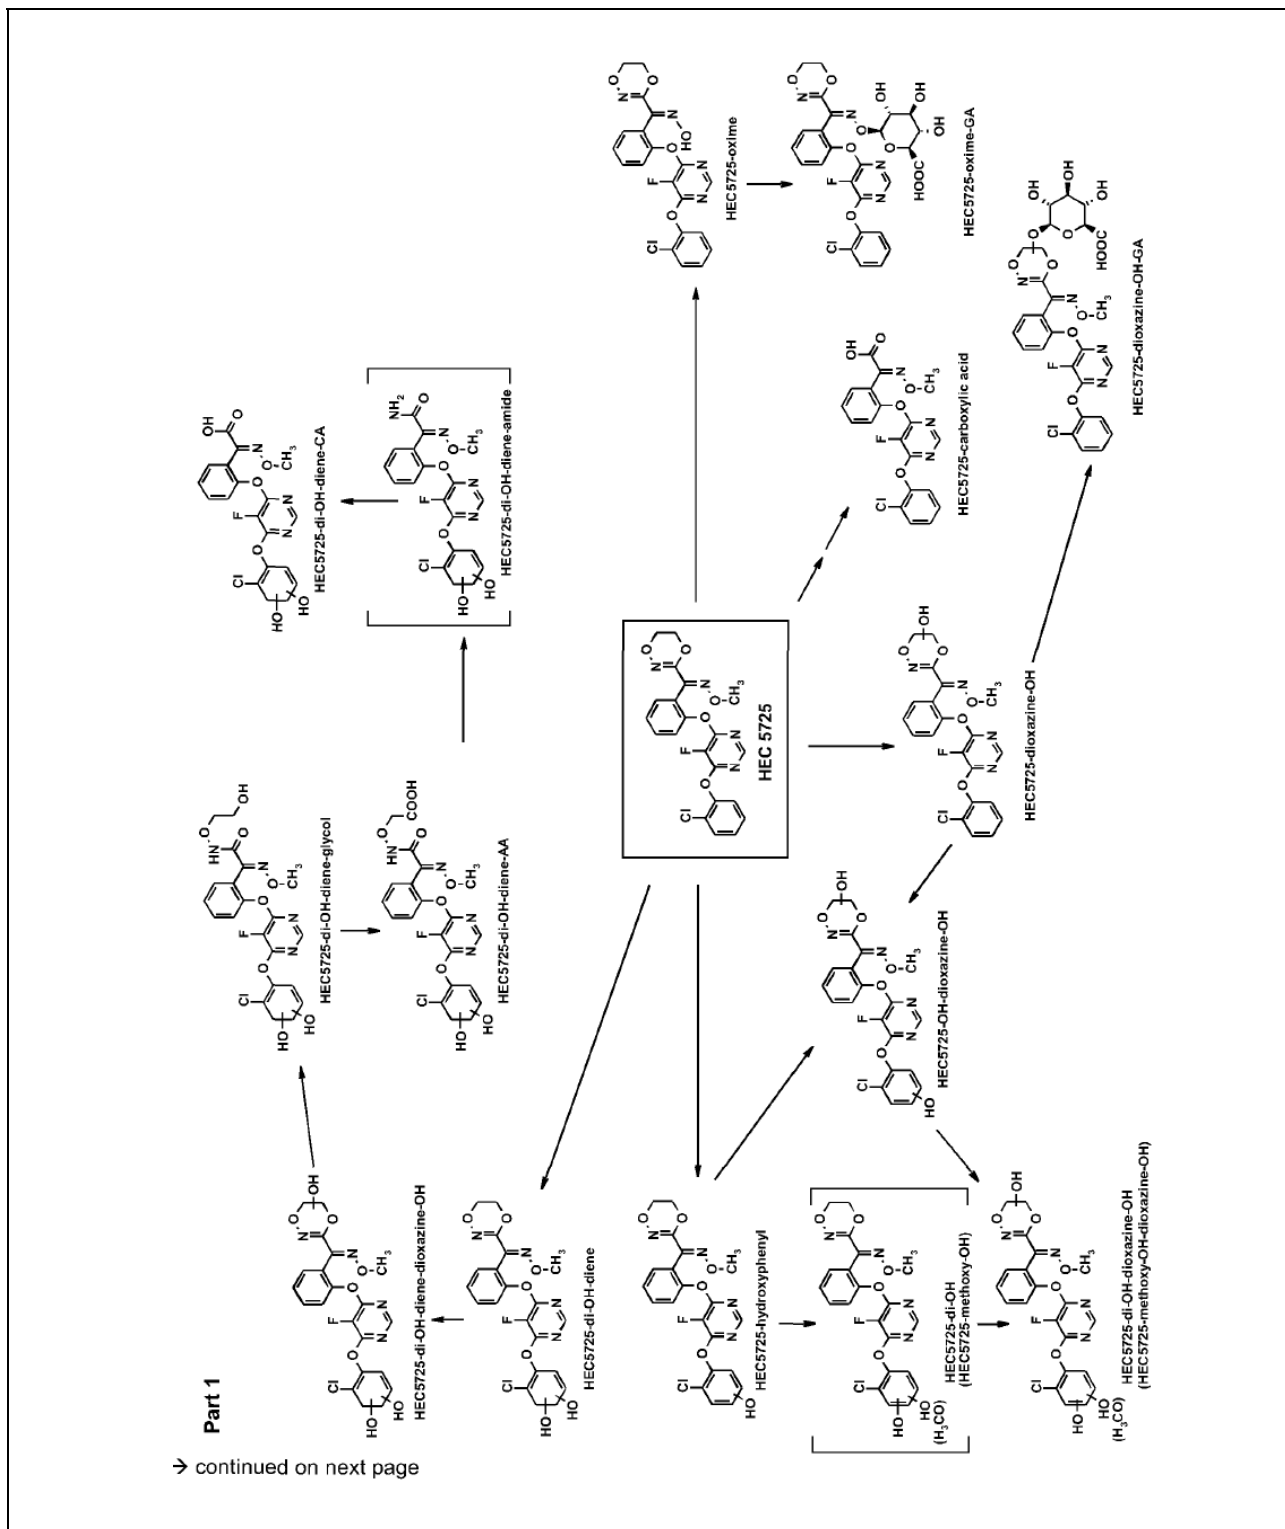 Part 1
→ continued on next page
HEC5725-oxime
HEC5725-oxime-GA
HEC5725-di-OH-diene-CA
HEC5725-di-OH-diene-amide
HEC5725-carboxylic acid
HEC5725-dioxazine-OH-GA
HEC 5725
HEC5725-di-OH-diene-glycol
HEC5725-di-OH-diene-AA
HEC5725-dioxazine-OH
HEC5725-OH-dioxazine-OH
HEC5725-di-OH-diene-dioxazine-OH
HEC5725-di-OH-diene
HEC5725-hydroxyphenyl
HEC5725-di-OH
(HEC5725-methoxy-OH)
HEC5725-di-OH-dioxazine-OH
(HEC5725-methoxy-OH-dioxazine-OH)